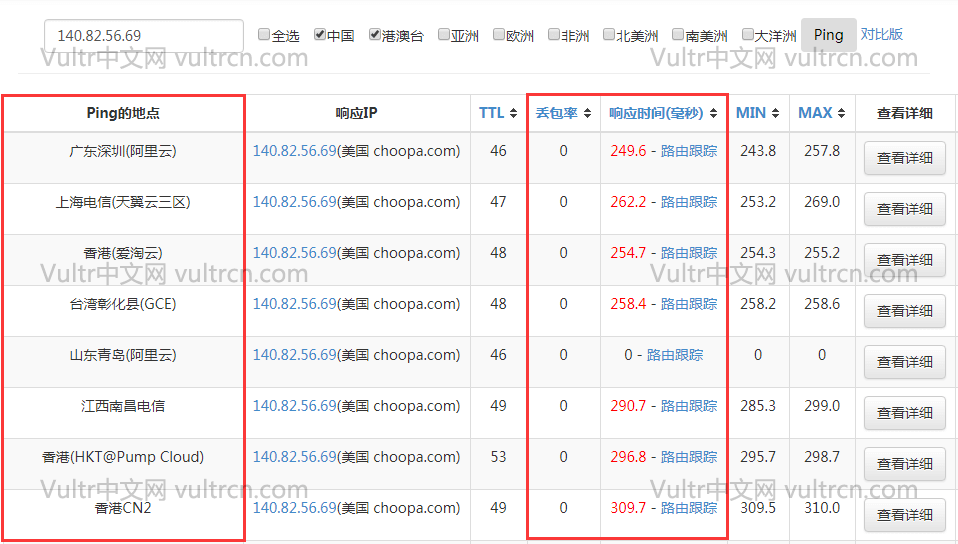 140.82.56.69 全选 中国 港澳台 亚洲 欧洲 非洲 北美洲 南美洲 大洋洲 Ping 对比版
Vultr中文网 vultrcn.com Vultr中文网 vultrcn.com
Ping的地点 响应IP TTL 丢包率 响应时间(毫秒) MIN MAX 查看详细
广东深圳(阿里云) 140.82.56.69(美国 choopa.com) 46 0 249.6 - 路由跟踪 243.8 257.8 查看详细
上海电信(天翼云三区) 140.82.56.69(美国 choopa.com) 47 0 262.2 - 路由跟踪 253.2 269.0 查看详细
香港(爱淘云) 140.82.56.69(美国 choopa.com) 48 0 254.7 - 路由跟踪 254.3 255.2 查看详细
Vultr中文网 vultrcn.com Vultr中文网 vultrcn.com
台湾彰化县(GCE) 140.82.56.69(美国 choopa.com) 48 0 258.4 - 路由跟踪 258.2 258.6 查看详细
山东青岛(阿里云) 140.82.56.69(美国 choopa.com) 46 0 0 - 路由跟踪 0 0 查看详细
江西南昌电信 140.82.56.69(美国 choopa.com) 49 0 290.7 - 路由跟踪 285.3 299.0 查看详细
香港(HKT@Pump Cloud) 140.82.56.69(美国 choopa.com) 53 0 296.8 - 路由跟踪 295.7 298.7 查看详细
Vultr中文网 vultrcn.com Vultr中文网 vultrcn.com
香港CN2 140.82.56.69(美国 choopa.com) 49 0 309.7 - 路由跟踪 309.5 310.0 查看详细